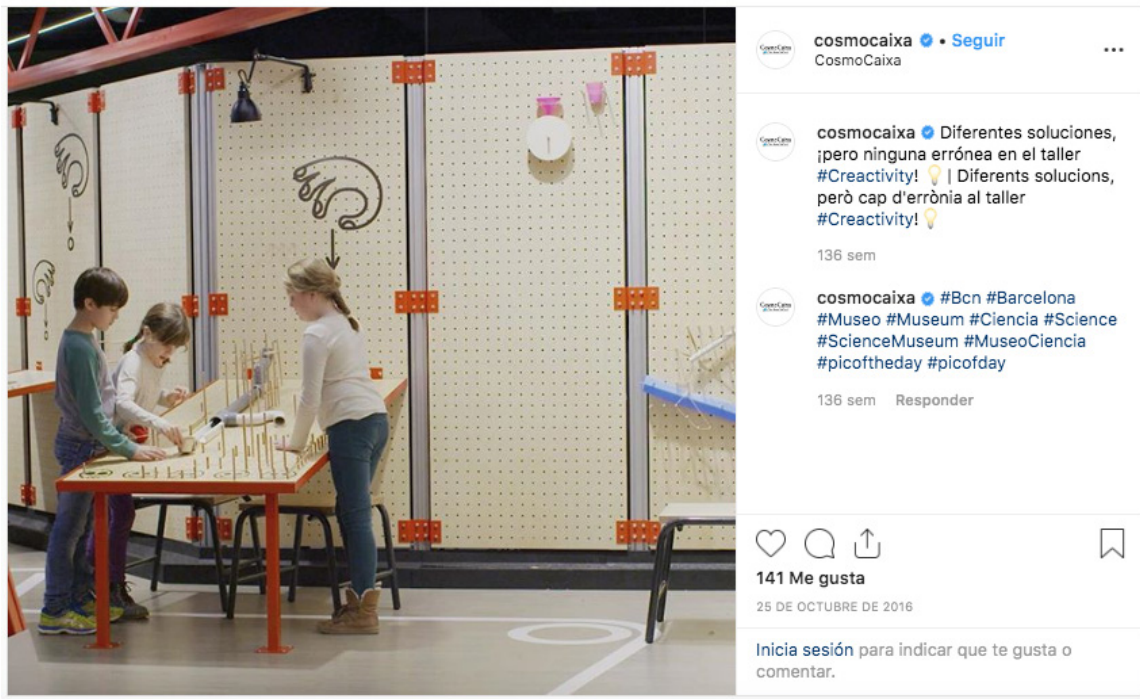 cosmocaixa • Seguir
CosmoCaixa
cosmocaixa Diferentes soluciones,
¡pero ninguna errónea en el taller
#Creactivity! 💡 | Diferents solucions,
però cap d'errònia al taller
#Creactivity! 💡
136 sem
cosmocaixa #Bcn #Barcelona
#Museo #Museum #Ciencia #Science
#ScienceMuseum #MuseoCiencia
#picoftheday #picofday
136 sem Responder
141 Me gusta
25 DE OCTUBRE DE 2016
Inicia sesión para indicar que te gusta o
comentar.